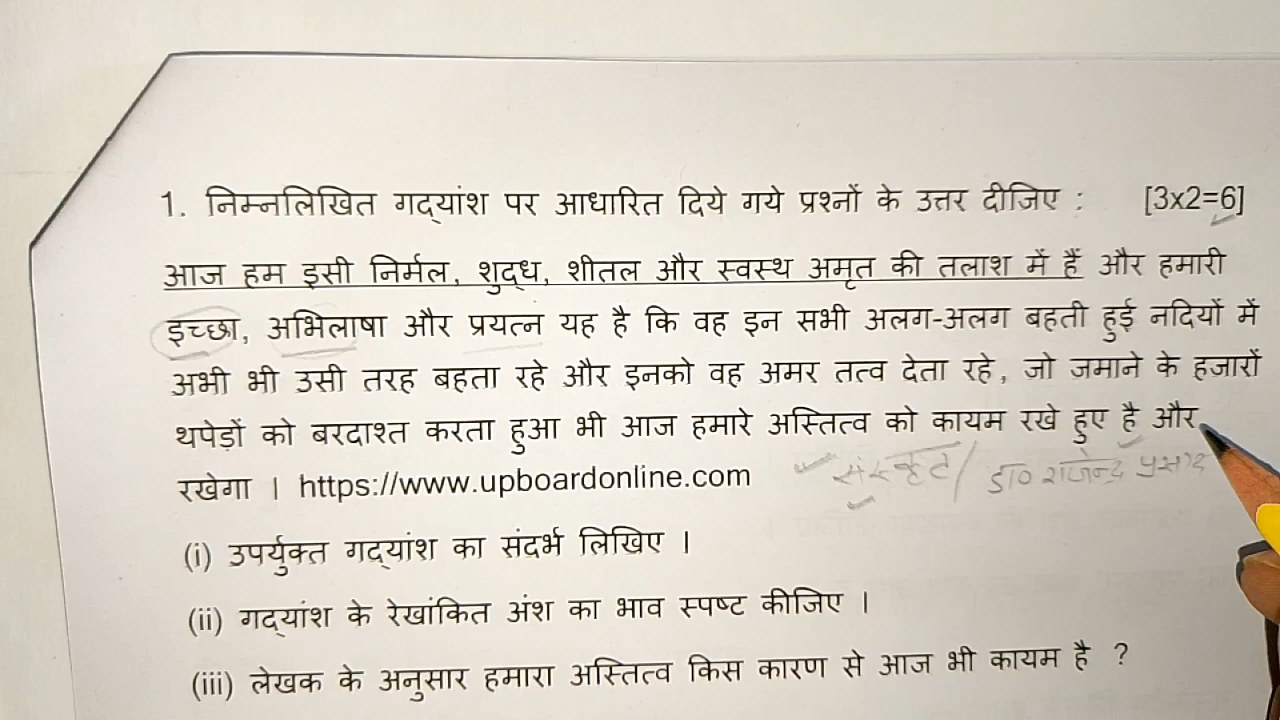 1. निम्नलिखित गद्यांश पर आधारित दिये गये प्रश्नों के उत्तर दीजिए : [3x2=6]
आज हम इसी निर्मल, शुद्ध, शीतल और स्वस्थ अमृत की तलाश में हैं और हमारी
इच्छा, अभिलाषा और प्रयत्न यह है कि वह इन सभी अलग-अलग बहती हुई नदियों में
अभी भी उसी तरह बहता रहे और इनको वह अमर तत्व देता रहे, जो जमाने के हजारों
थपेड़ों को बरदाश्त करता हुआ भी आज हमारे अस्तित्व को कायम रखे हुए है और
रखेगा । https://www.upboardonline.com / डा० राजेन्द्र प्रसाद
(i) उपर्युक्त गद्यांश का संदर्भ लिखिए ।
(ii) गद्यांश के रेखांकित अंश का भाव स्पष्ट कीजिए ।
(iii) लेखक के अनुसार हमारा अस्तित्व किस कारण से आज भी कायम है ?